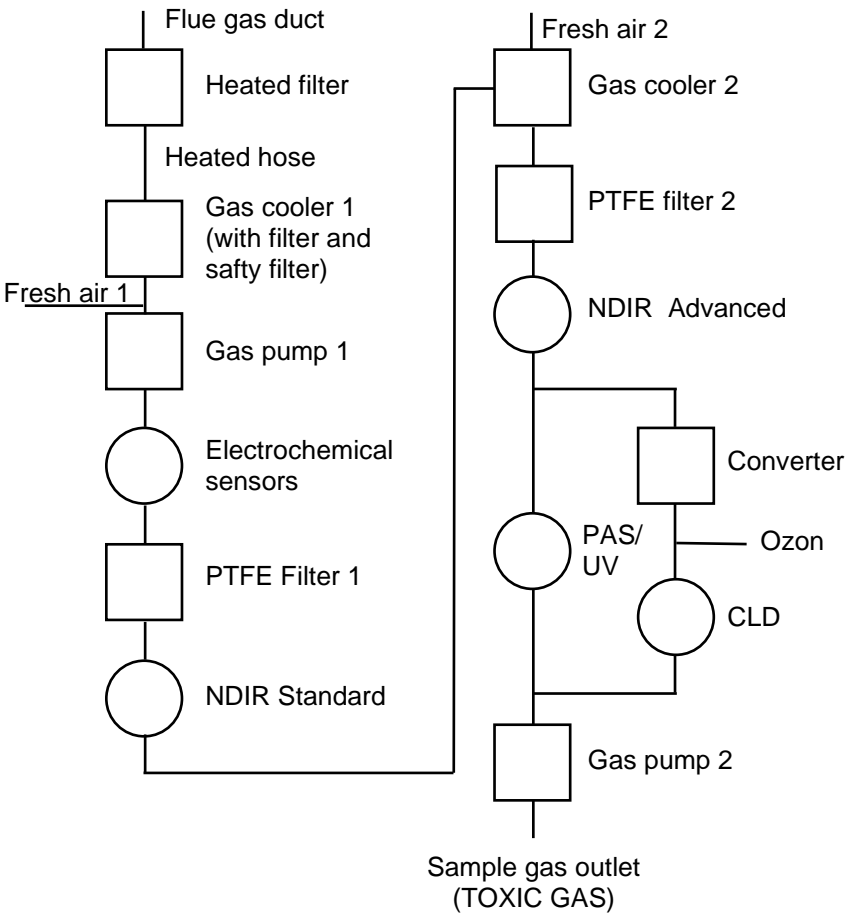 Flue gas duct
Heated filter
Heated hose
Gas cooler 1
(with filter and
safty filter)
Fresh air 1
Gas pump 1
Electrochemical
sensors
PTFE Filter 1
NDIR Standard
Fresh air 2
Gas cooler 2
PTFE filter 2
NDIR Advanced
Converter
PAS/
UV
Ozon
CLD
Gas pump 2
Sample gas outlet
(TOXIC GAS)